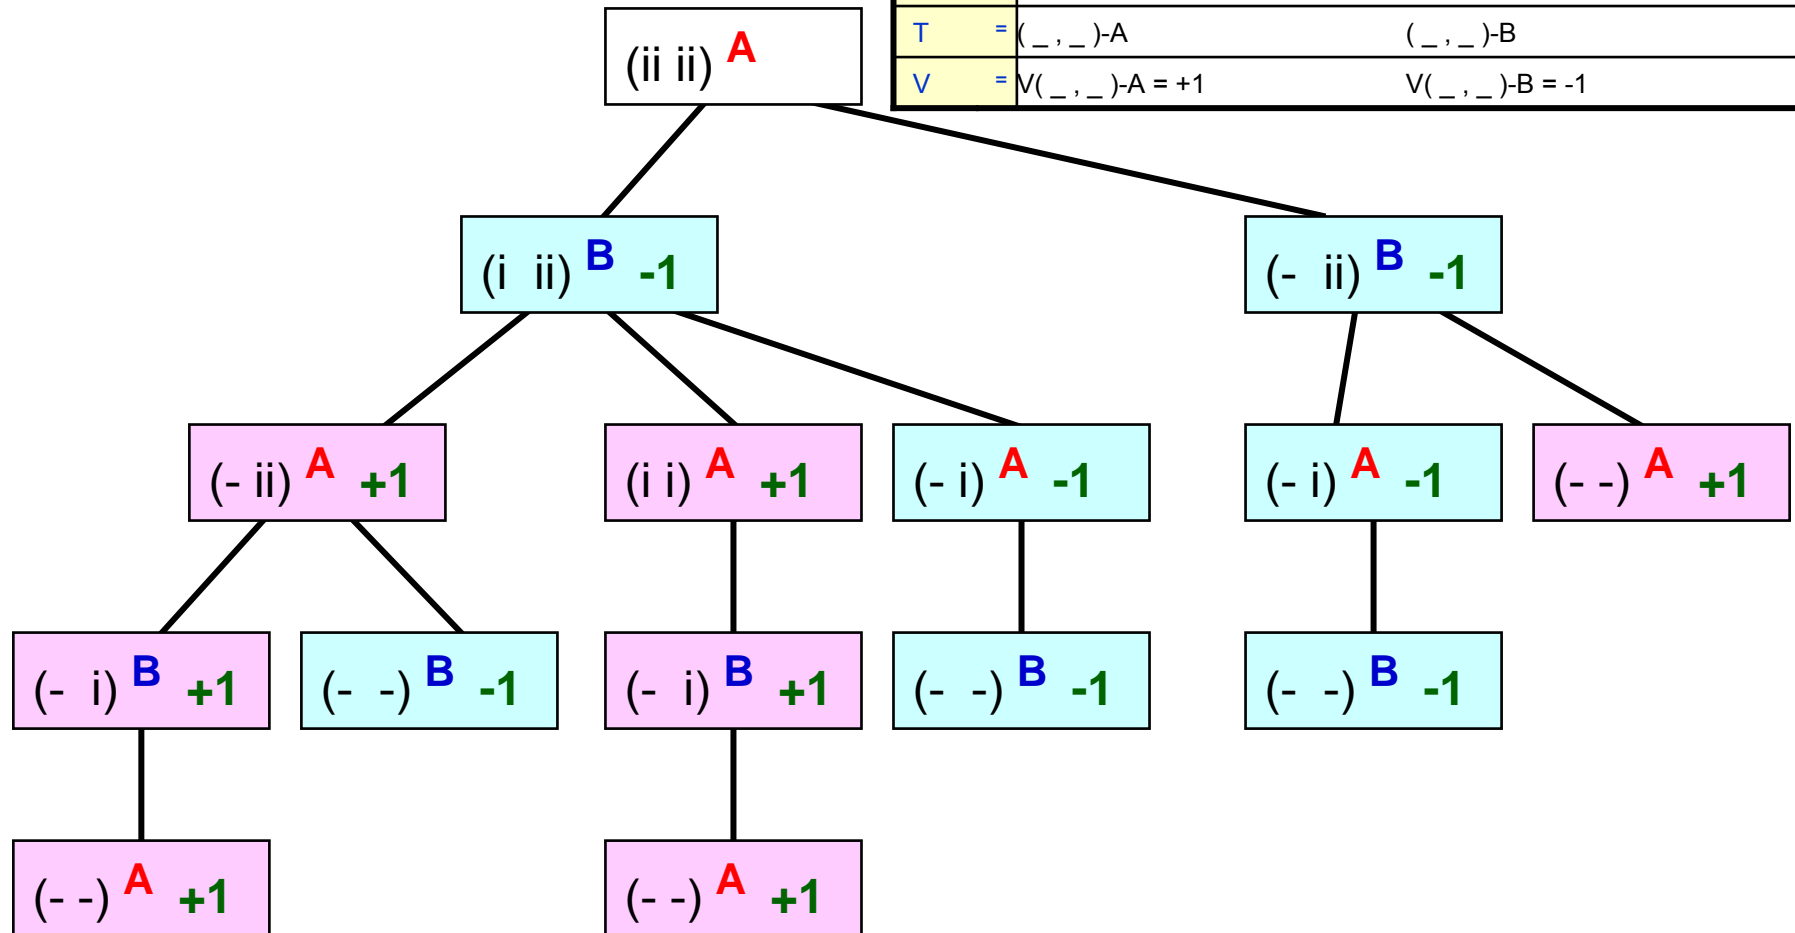 (ii ii) A
T = ( _ , _ )-A ( _ , _ )-B
V = V( _ , _ )-A = +1 V( _ , _ )-B = -1
(i ii) B -1
(- ii) B -1
(- ii) A +1
(i i) A +1
(- i) A -1
(- i) A -1
(- -) A +1
(- i) B +1
(- -) B -1
(- i) B +1
(- -) B -1
(- -) B -1
(- -) A +1
(- -) A +1